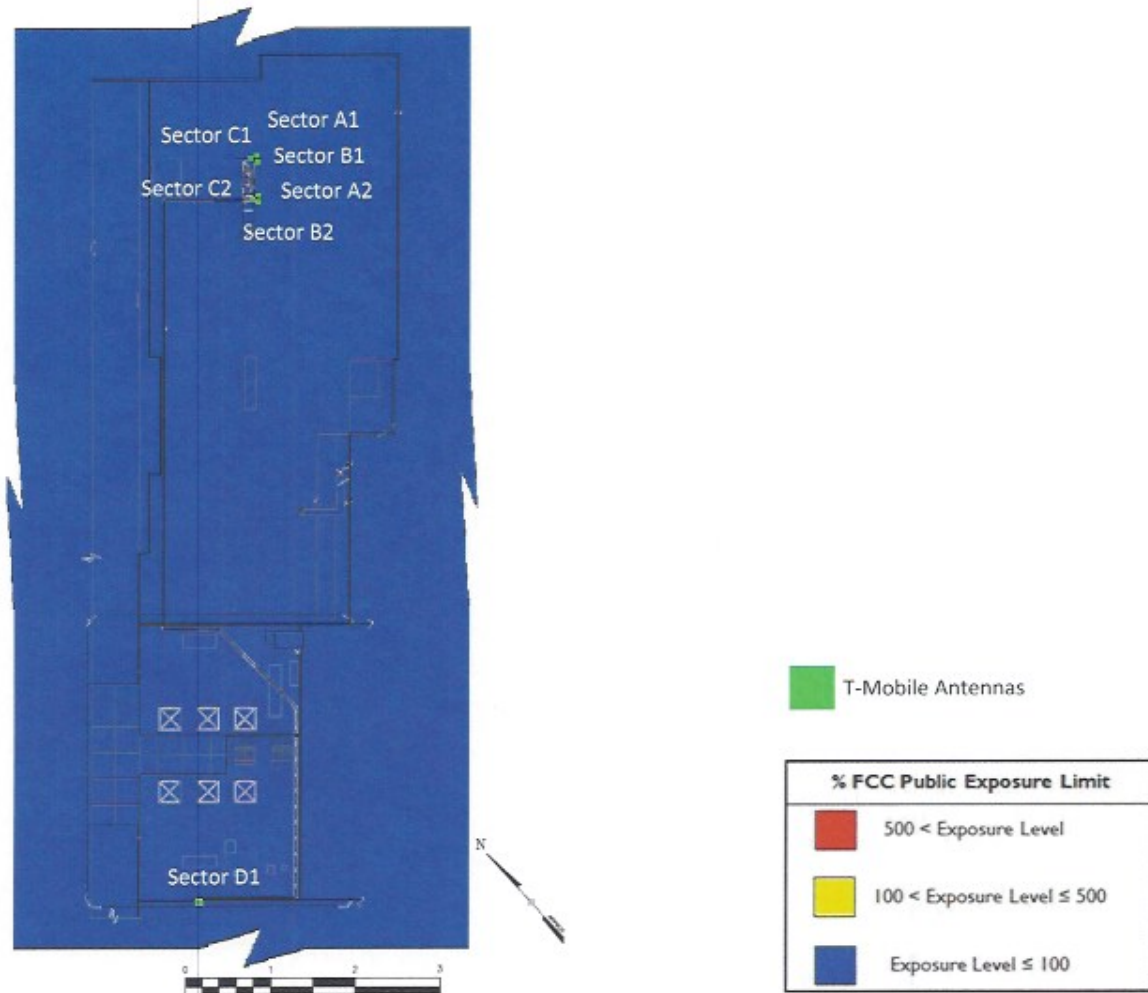 Sector A1
Sector C1
Sector B1
Sector C2
Sector A2
Sector B2
T-Mobile Antennas
% FCC Public Exposure Limit
500 < Exposure Level
100 < Exposure Level ≤ 500
Exposure Level ≤ 100
N
Sector D1
0 1 2 3